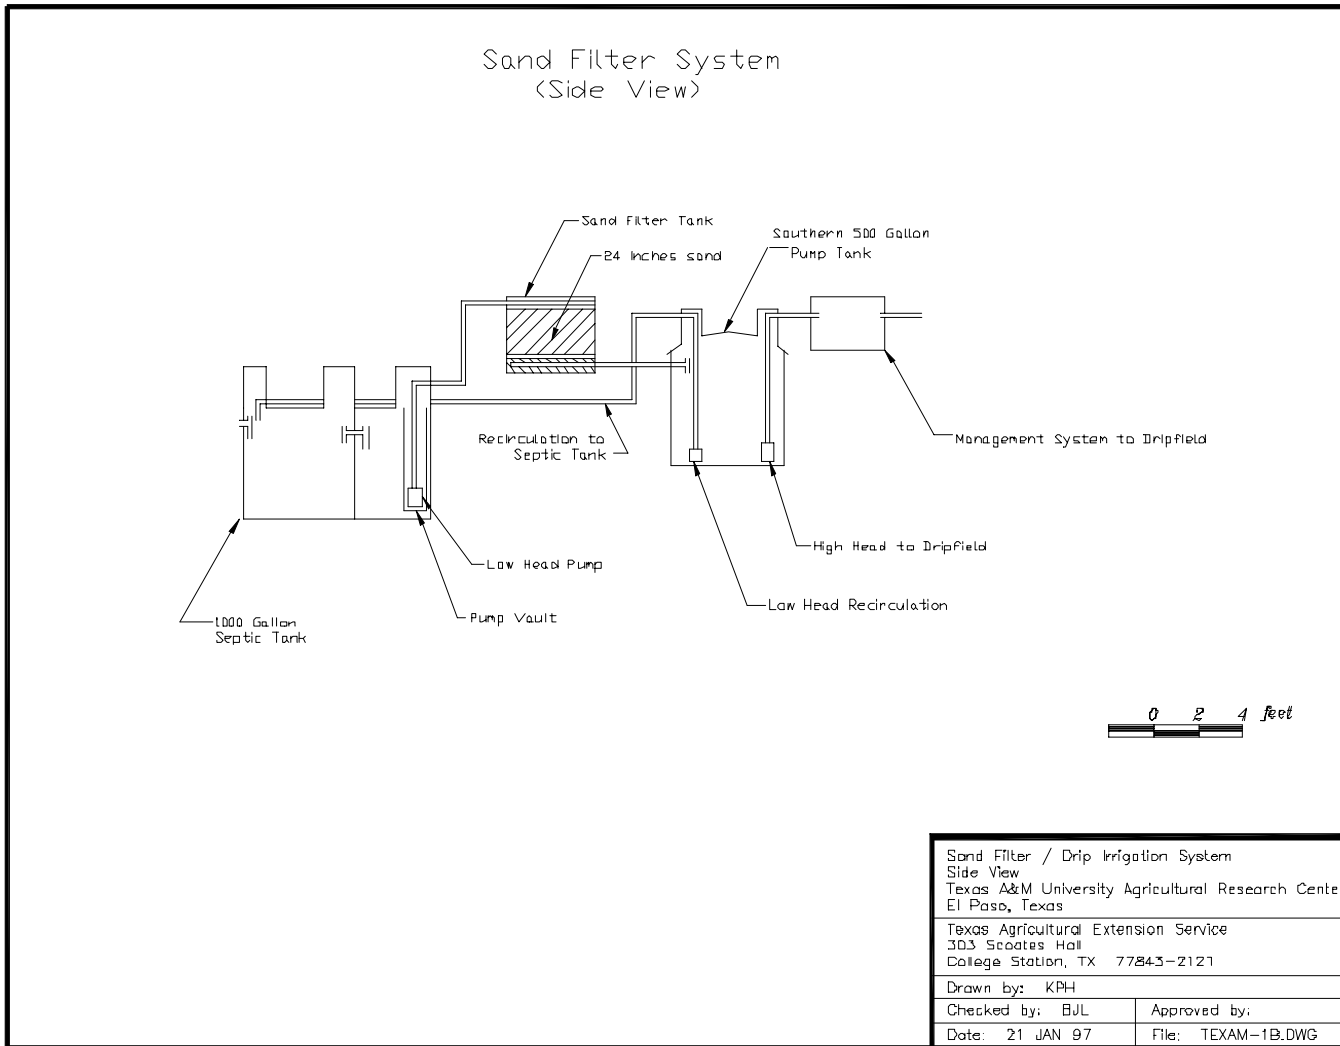 Sand Filter System
(Side View)
Sand Filter Tank
24 Inches sand
Southern 500 Gallon
Pump Tank
Recirculation to
Septic Tank
Management System to Dripfield
High Head to Dripfield
Low Head Pump
Low Head Recirculation
Pump Vault
1000 Gallon
Septic Tank
0 2 4 feet
Sand Filter / Drip Irrigation System
Side View
Texas A&M University Agricultural Research Cente
El Paso, Texas
Texas Agricultural Extension Service
303 Scoates Hall
College Station, TX 77843-2121
Drawn by: KPH
Checked by: BJL
Approved by:
Date: 21 JAN 97
File: TEXAM-1B.DWG